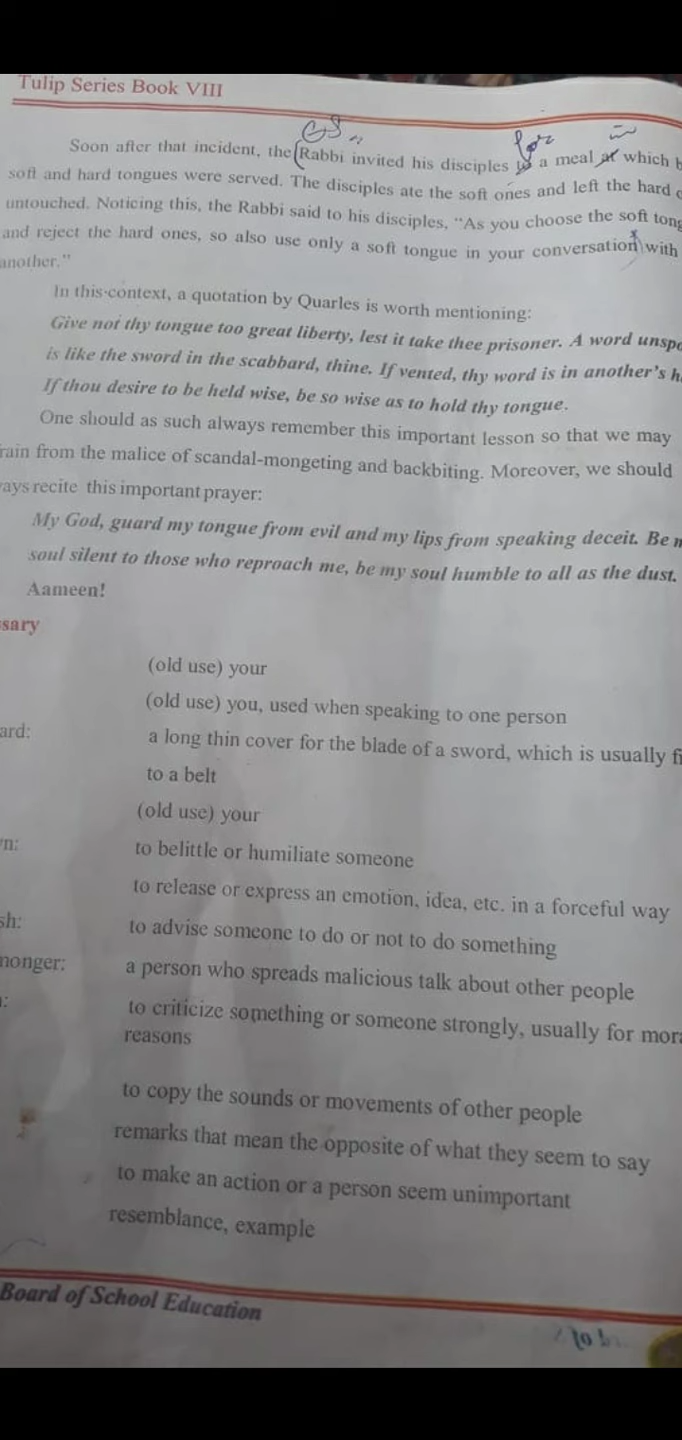 Tulip Series Book VIII
for
Soon after that incident, the Rabbi invited his disciples to a meal at which b
soft and hard tongues were served. The disciples ate the soft ones and left the hard o
untouched. Noticing this, the Rabbi said to his disciples, "As you choose the soft tong
and reject the hard ones, so also use only a soft tongue in your conversation with
another."
In this context, a quotation by Quarles is worth mentioning:
Give not thy tongue too great liberty, lest it take thee prisoner. A word unspo
is like the sword in the scabbard, thine. If vented, thy word is in another's h
If thou desire to be held wise, be so wise as to hold thy tongue.
One should as such always remember this important lesson so that we may
rain from the malice of scandal-mongeting and backbiting. Moreover, we should
ays recite this important prayer:
My God, guard my tongue from evil and my lips from speaking deceit. Be m
soul silent to those who reproach me, be my soul humble to all as the dust.
Aameen!
ssary
(old use) your
(old use) you, used when speaking to one person
ard: a long thin cover for the blade of a sword, which is usually fi
to a belt
(old use) your
n: to belittle or humiliate someone
to release or express an emotion, idea, etc. in a forceful way
sh: to advise someone to do or not to do something
nonger: a person who spreads malicious talk about other people
: to criticize something or someone strongly, usually for mora
reasons
to copy the sounds or movements of other people
remarks that mean the opposite of what they seem to say
to make an action or a person seem unimportant
resemblance, example
Board of School Education